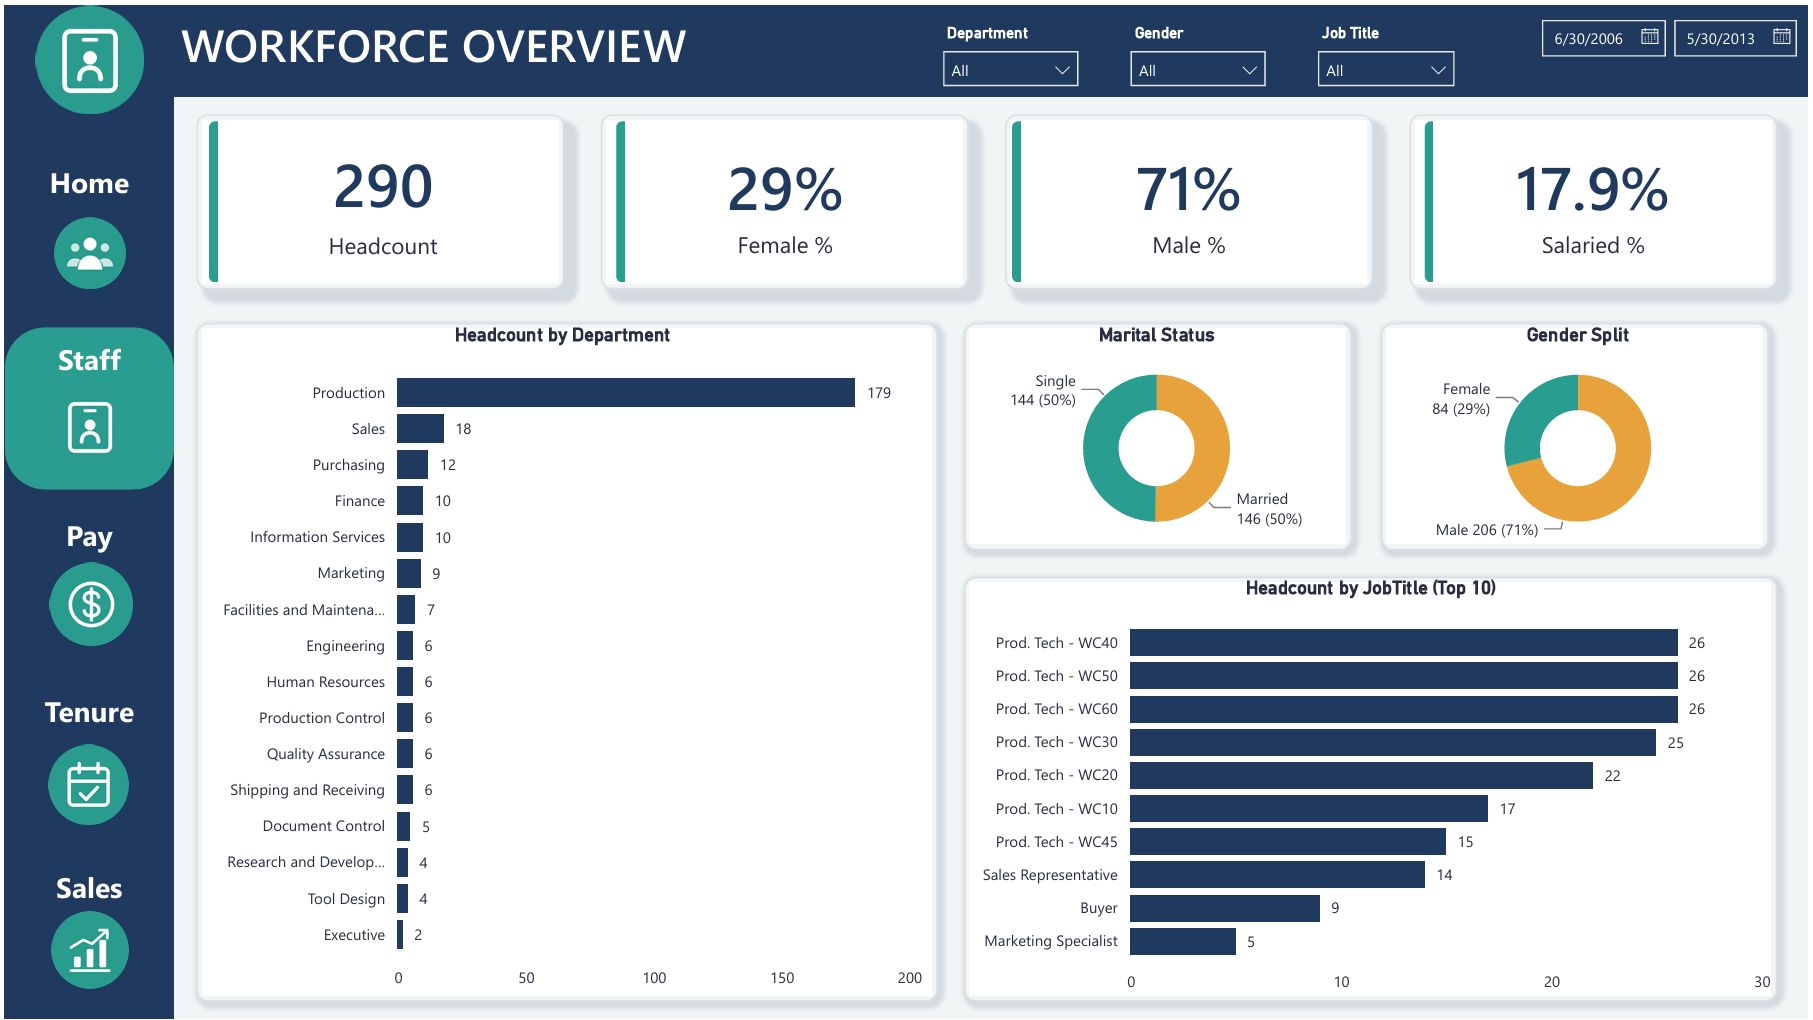 WORKFORCE OVERVIEW
Department
Gender
Job Title
All
All
All
6/30/2006
5/30/2013
Home
Staff
Pay
Tenure
Sales
290
Headcount
29%
Female %
71%
Male %
17.9%
Salaried %
Headcount by Department
Production 179
Sales 18
Purchasing 12
Finance 10
Information Services 10
Marketing 9
Facilities and Maintena... 7
Engineering 6
Human Resources 6
Production Control 6
Quality Assurance 6
Shipping and Receiving 6
Document Control 5
Research and Develop... 4
Tool Design 4
Executive 2
0 50 100 150 200
Marital Status
Single
144 (50%)
Married
146 (50%)
Gender Split
Female
84 (29%)
Male 206 (71%)
Headcount by JobTitle (Top 10)
Prod. Tech - WC40 26
Prod. Tech - WC50 26
Prod. Tech - WC60 26
Prod. Tech - WC30 25
Prod. Tech - WC20 22
Prod. Tech - WC10 17
Prod. Tech - WC45 15
Sales Representative 14
Buyer 9
Marketing Specialist 5
0 10 20 30